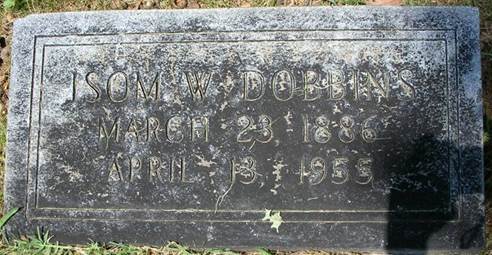 ISOM W. DOBBINS
MARCH 23, 1886
APRIL 13, 1955